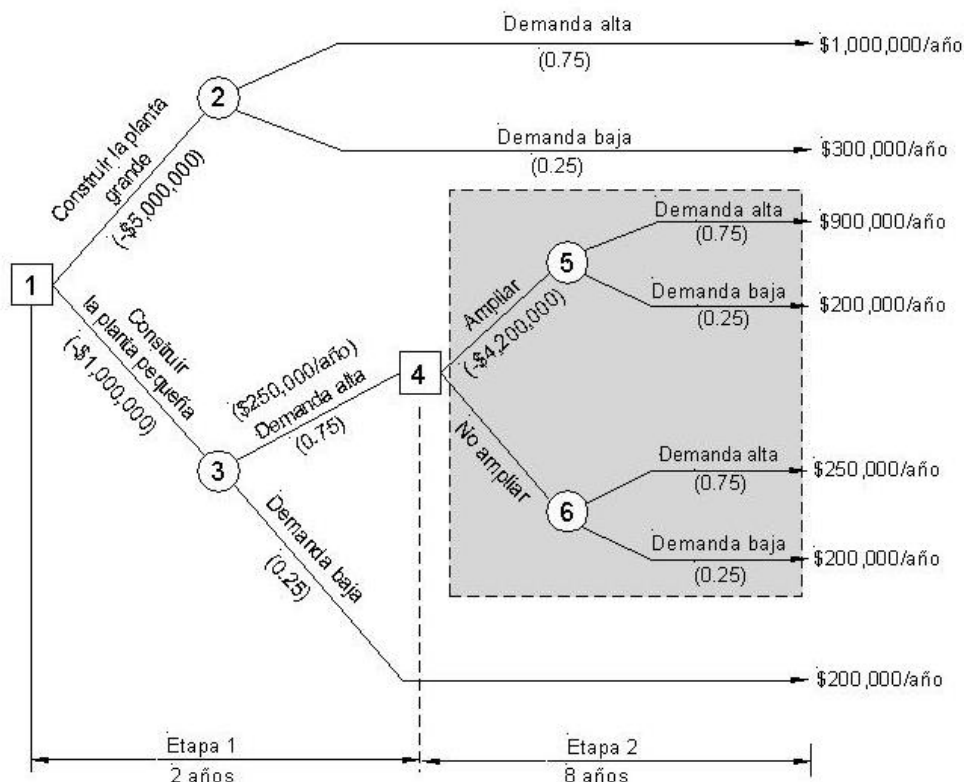 Demanda alta
(0.75)
$1,000,000/año
2
Construir la planta
grande
(-$5,000,000)
Demanda baja
(0.25)
$300,000/año
1
Demanda alta
(0.75)
$900,000/año
5
Ampliar
(-$4,200,000)
Demanda baja
(0.25)
$200,000/año
Construir
la planta pequeña
(-$1,000,000)
($250,000/año)
Demanda alta
(0.75)
4
3
No ampliar
Demanda alta
(0.75)
$250,000/año
6
Demanda baja
(0.25)
$200,000/año
Demanda baja
(0.25)
$200,000/año
Etapa 1
2 años
Etapa 2
8 años